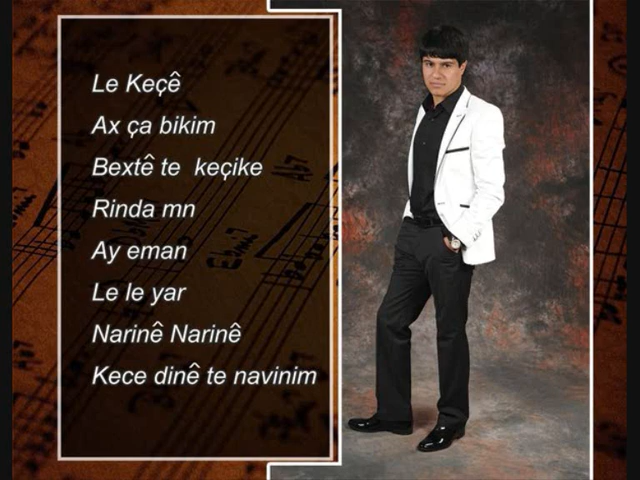 Le Keçê
Ax ça bikim
Bextê te keçike
Rinda mn
Ay eman
Le le yar
Narinê Narinê
Kece dinê te navinim